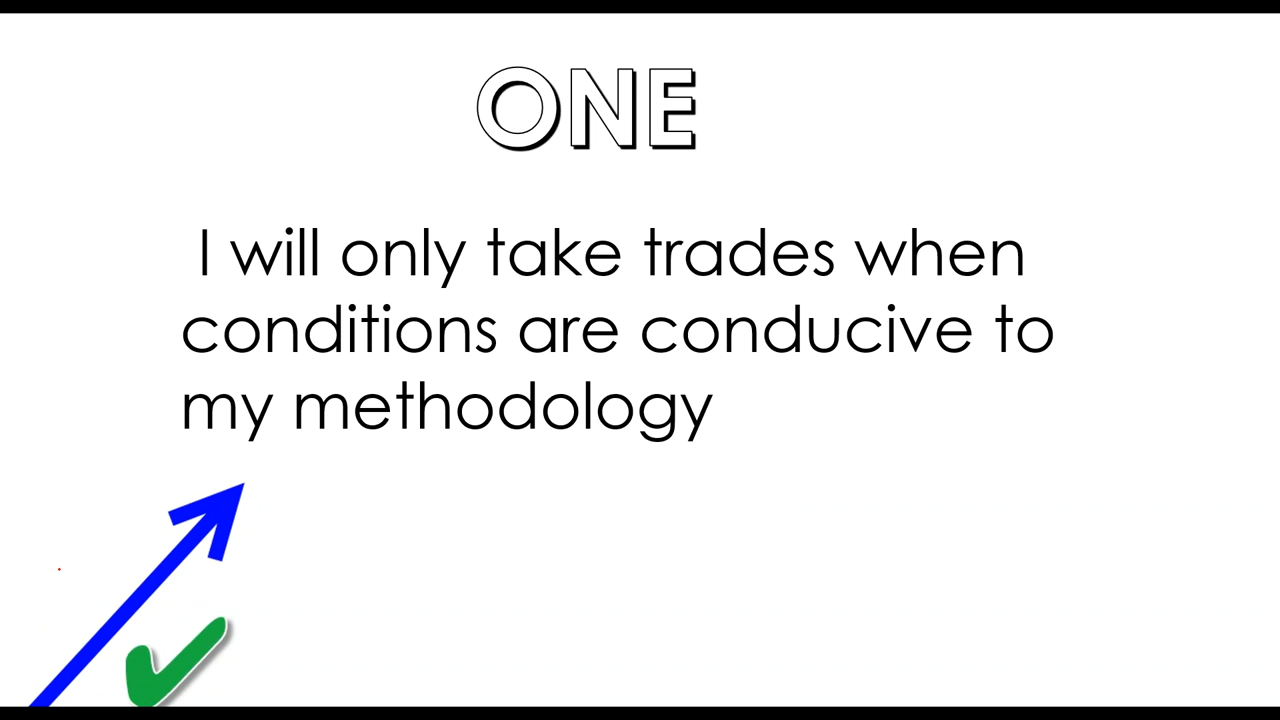 ONE
I will only take trades when
conditions are conducive to
my methodology